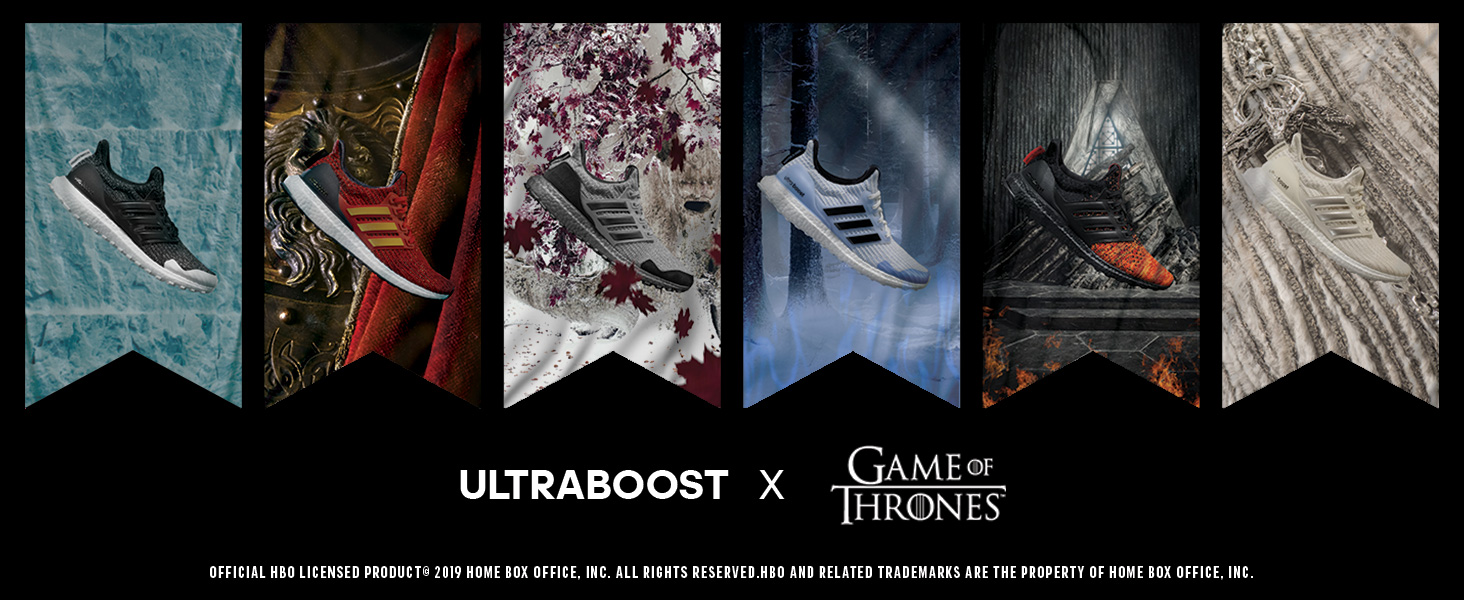 ULTRABOOST X GAME OF THRONES™
OFFICIAL HBO LICENSED PRODUCT© 2019 HOME BOX OFFICE, INC. ALL RIGHTS RESERVED.HBO AND RELATED TRADEMARKS ARE THE PROPERTY OF HOME BOX OFFICE, INC.